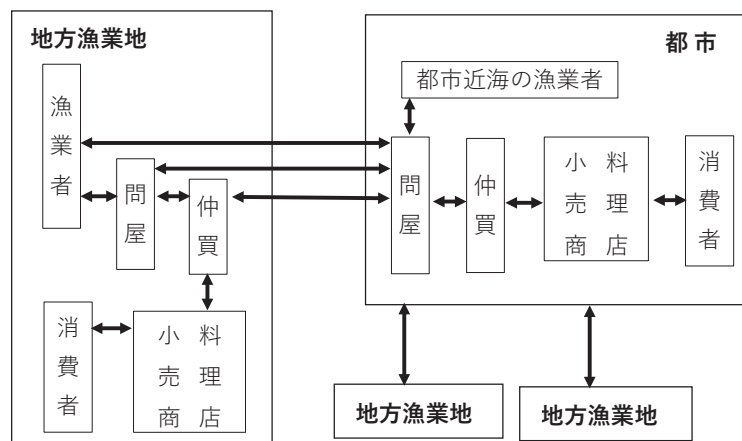 地方漁業地
漁業者
問屋
仲買
消費者
小売商
料理店
都市
都市近海の漁業者
問屋
仲買
小売商
料理店
消費者
地方漁業地
地方漁業地